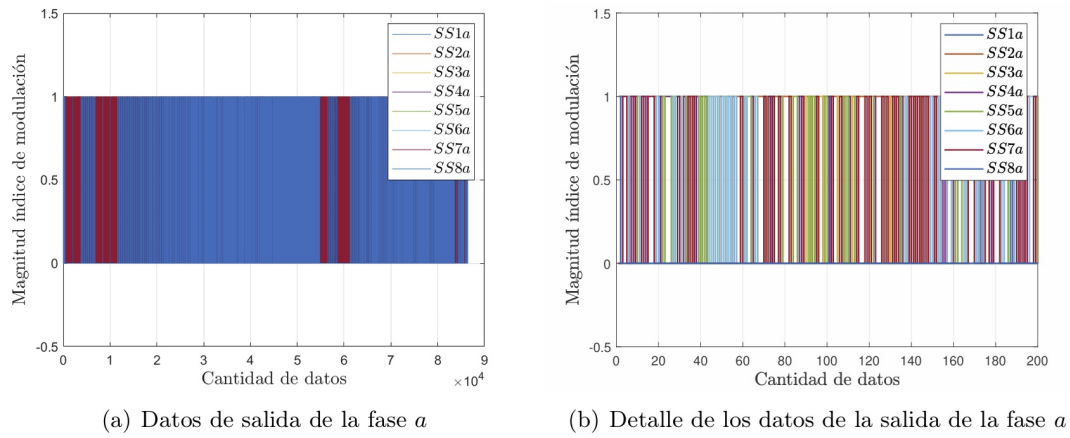 1.5
1
0.5
0
-0.5
Magnitud índice de modulación
SS1a
SS2a
SS3a
SS4a
SS5a
SS6a
SS7a
SS8a
0 1 2 3 4 5 6 7 8 9
×10⁴
Cantidad de datos
(a) Datos de salida de la fase a
1.5
1
0.5
0
-0.5
Magnitud índice de modulación
SS1a
SS2a
SS3a
SS4a
SS5a
SS6a
SS7a
SS8a
0 20 40 60 80 100 120 140 160 180 200
Cantidad de datos
(b) Detalle de los datos de la salida de la fase a